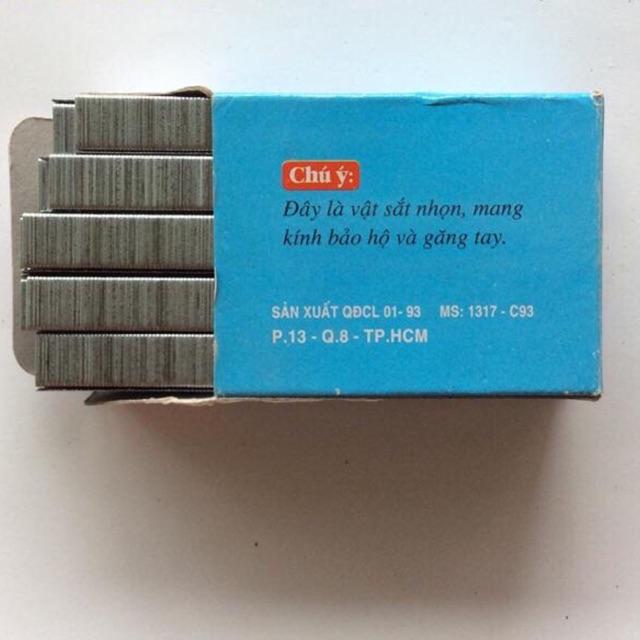 Chú ý:
Đây là vật sắt nhọn, mang
kính bảo hộ và găng tay.
SẢN XUẤT QĐCL 01- 93 MS: 1317 - C93
P.13 - Q.8 - TP.HCM